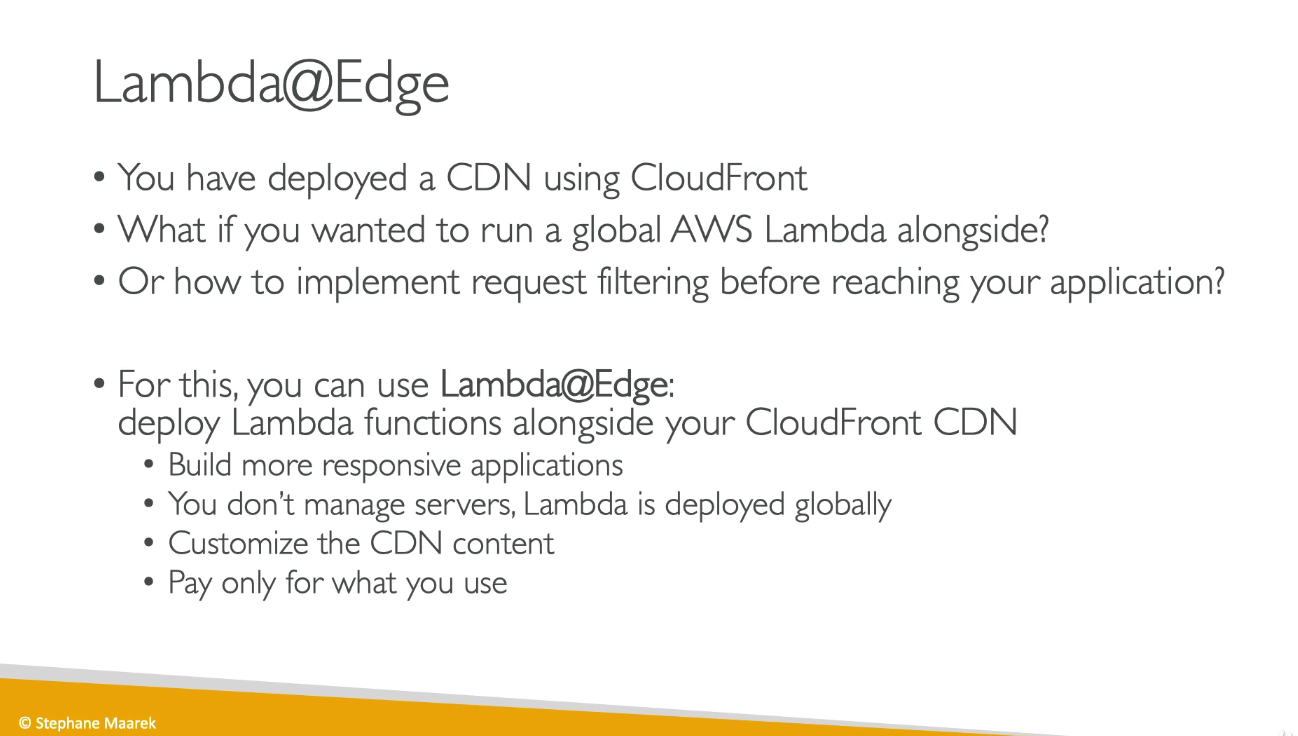 Lambda@Edge
• You have deployed a CDN using CloudFront
• What if you wanted to run a global AWS Lambda alongside?
• Or how to implement request filtering before reaching your application?
• For this, you can use Lambda@Edge:
deploy Lambda functions alongside your CloudFront CDN
• Build more responsive applications
• You don't manage servers, Lambda is deployed globally
• Customize the CDN content
• Pay only for what you use
© Stephane Maarek